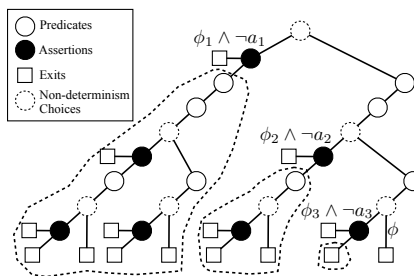 Predicates
Assertions
Exits
Non-determinism
Choices
ϕ₁ ∧ ¬a₁
ϕ₂ ∧ ¬a₂
ϕ₃ ∧ ¬a₃
ϕ